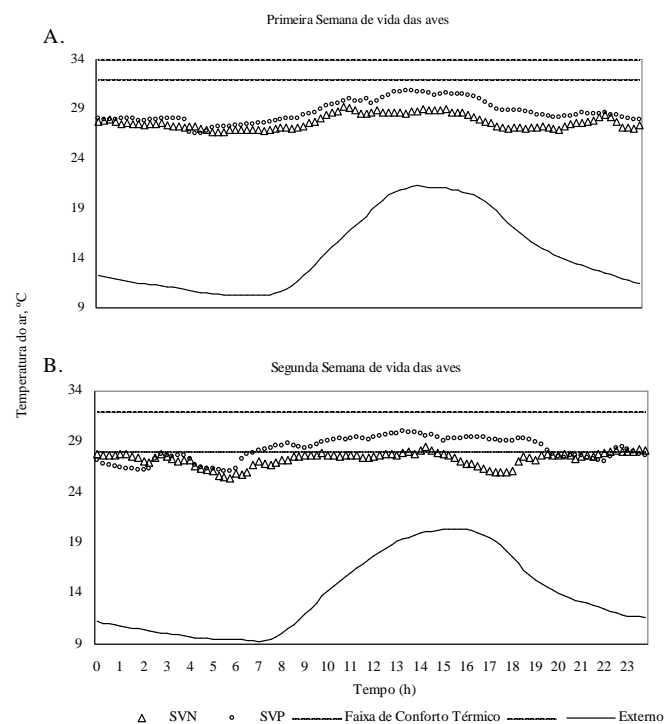 Primeira Semana de vida das aves
A.
34
29
24
19
14
9
Temperatura do ar, ºC
B.
Segunda Semana de vida das aves
34
29
24
19
14
9
0 1 2 3 4 5 6 7 8 9 10 11 12 13 14 15 16 17 18 19 20 21 22 23
Tempo (h)
SVN SVP Faixa de Conforto Térmico Externo